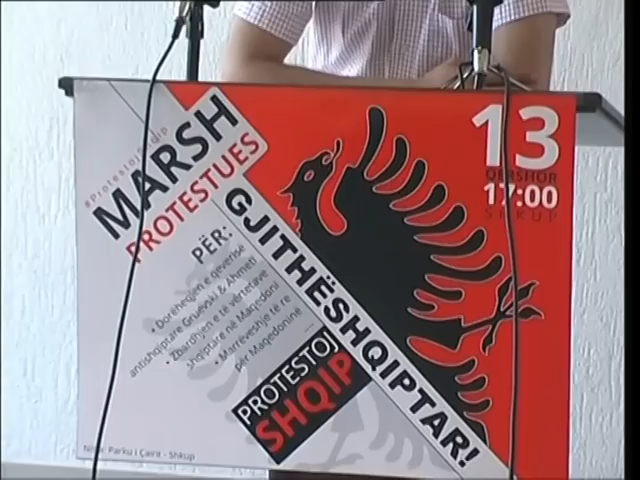 #ProtestojShqip
MARSH
PROTESTUES
GJITHËSHQIPTAR!
13
QERSHOR
17:00
SHKUP
PËR:
• Dorëheqjen e qeverisë
antishqiptare Gruevski & Ahmeti
• Zbardhjen e të vërtetave
shqiptare në Maqedoni
• Marrëveshje të re
për Maqedoninë
PROTESTOJ
SHQIP
Nisja: Parku i Çairit - Shkup